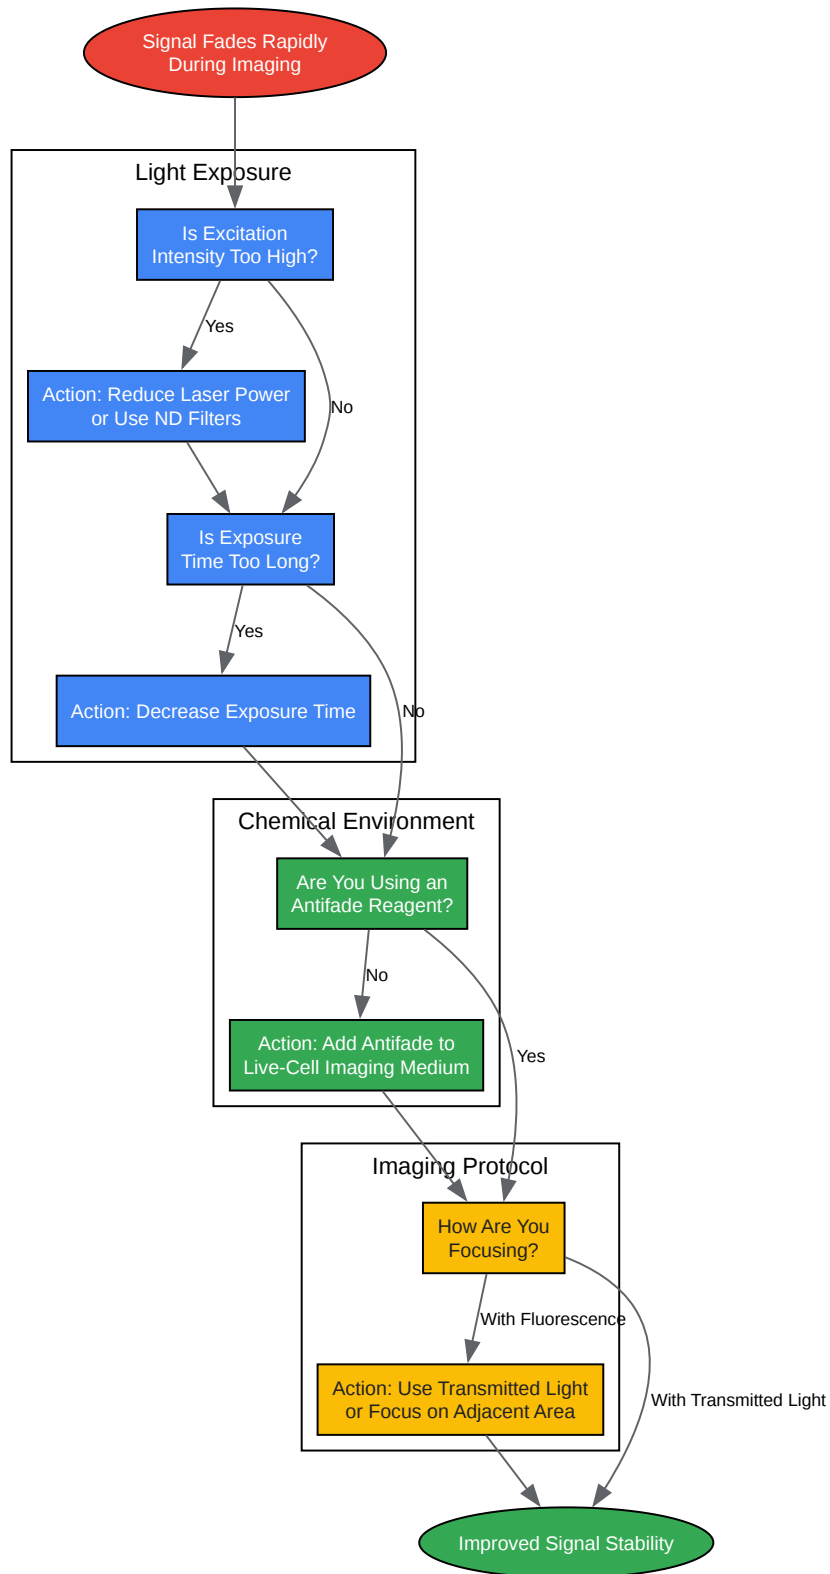 Signal Fades Rapidly
During Imaging
Light Exposure
Is Excitation
Intensity Too High?
Yes
Action: Reduce Laser Power
or Use ND Filters
No
Is Exposure
Time Too Long?
Yes
Action: Decrease Exposure Time
No
Chemical Environment
Are You Using an
Antifade Reagent?
No
Action: Add Antifade to
Live-Cell Imaging Medium
Yes
Imaging Protocol
How Are You
Focusing?
With Fluorescence
Action: Use Transmitted Light
or Focus on Adjacent Area
With Transmitted Light
Improved Signal Stability